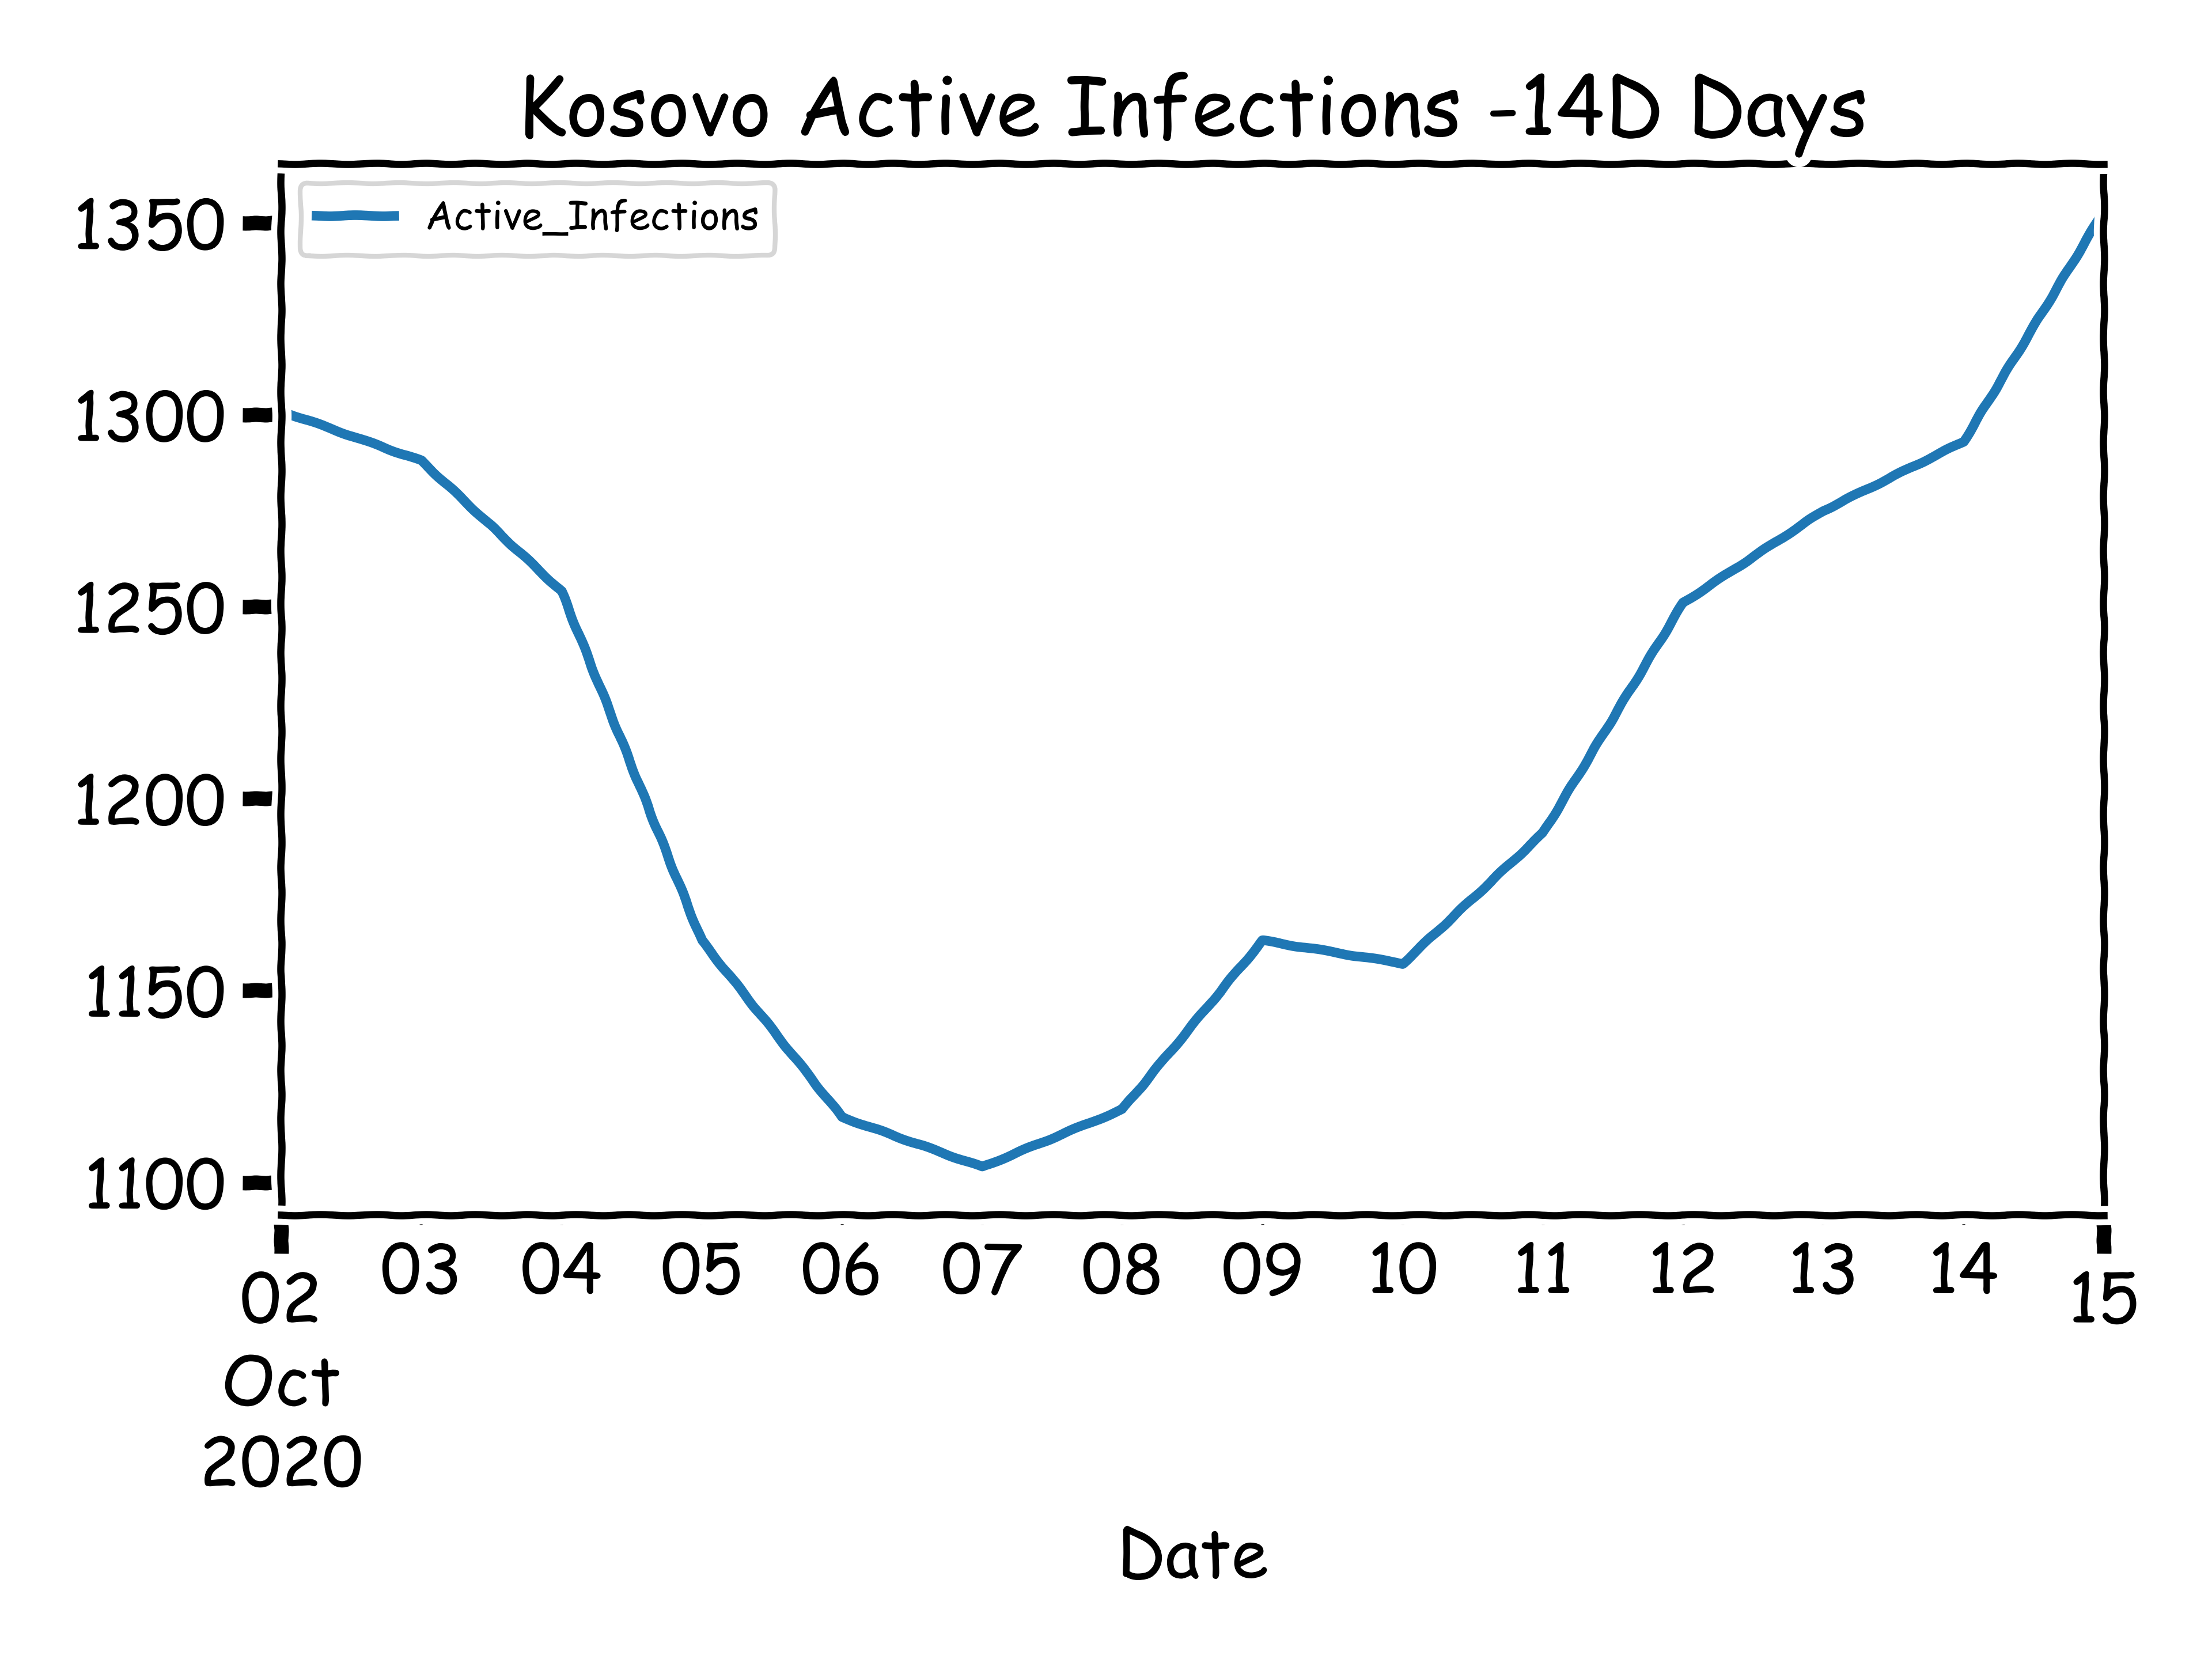 Kosovo Active Infections -14D Days
Active_Infections
1350
1300
1250
1200
1150
1100
02 03 04 05 06 07 08 09 10 11 12 13 14 15
Oct
2020
Date